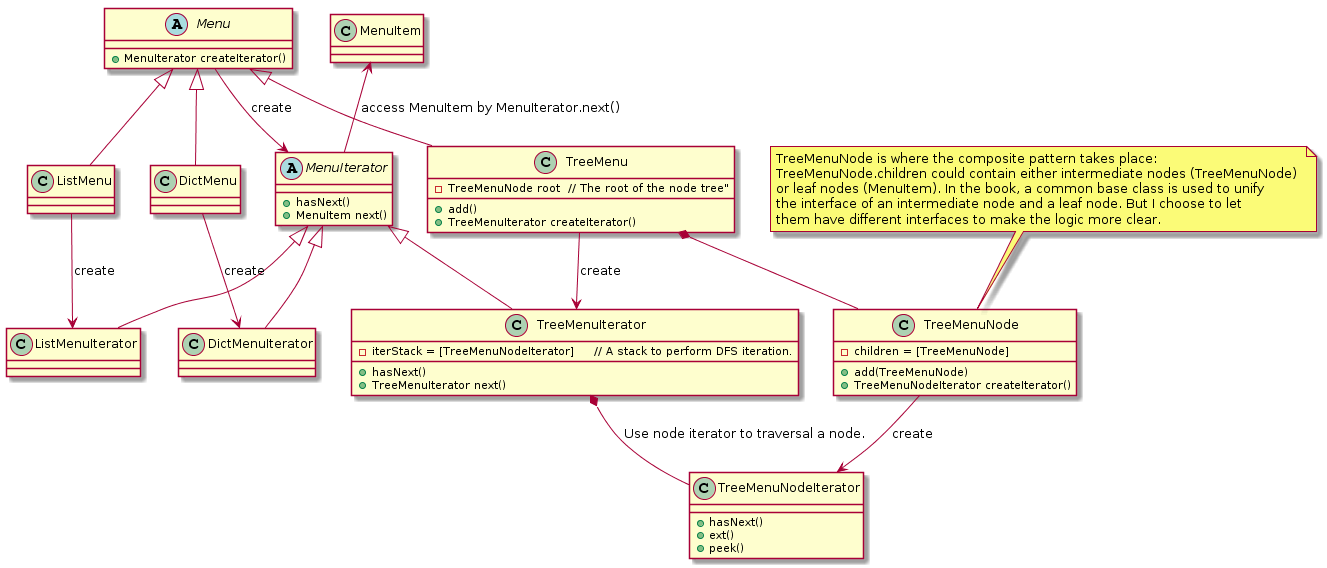 A Menu
MenuIterator createIterator()
C MenuItem
create
access MenuItem by MenuIterator.next()
C ListMenu
C DictMenu
A MenuIterator
hasNext()
MenuItem next()
C TreeMenu
TreeMenuNode root  // The root of the node tree"
add()
TreeMenuIterator createIterator()
TreeMenuNode is where the composite pattern takes place:
TreeMenuNode.children could contain either intermediate nodes (TreeMenuNode)
or leaf nodes (MenuItem). In the book, a common base class is used to unify
the interface of an intermediate node and a leaf node. But I choose to let
them have different interfaces to make the logic more clear.
create
create
create
C ListMenuIterator
C DictMenuIterator
C TreeMenuIterator
iterStack = [TreeMenuNodeIterator]      // A stack to perform DFS iteration.
hasNext()
TreeMenuIterator next()
C TreeMenuNode
children = [TreeMenuNode]
add(TreeMenuNode)
TreeMenuNodeIterator createIterator()
Use node iterator to traversal a node.
create
C TreeMenuNodeIterator
hasNext()
ext()
peek()